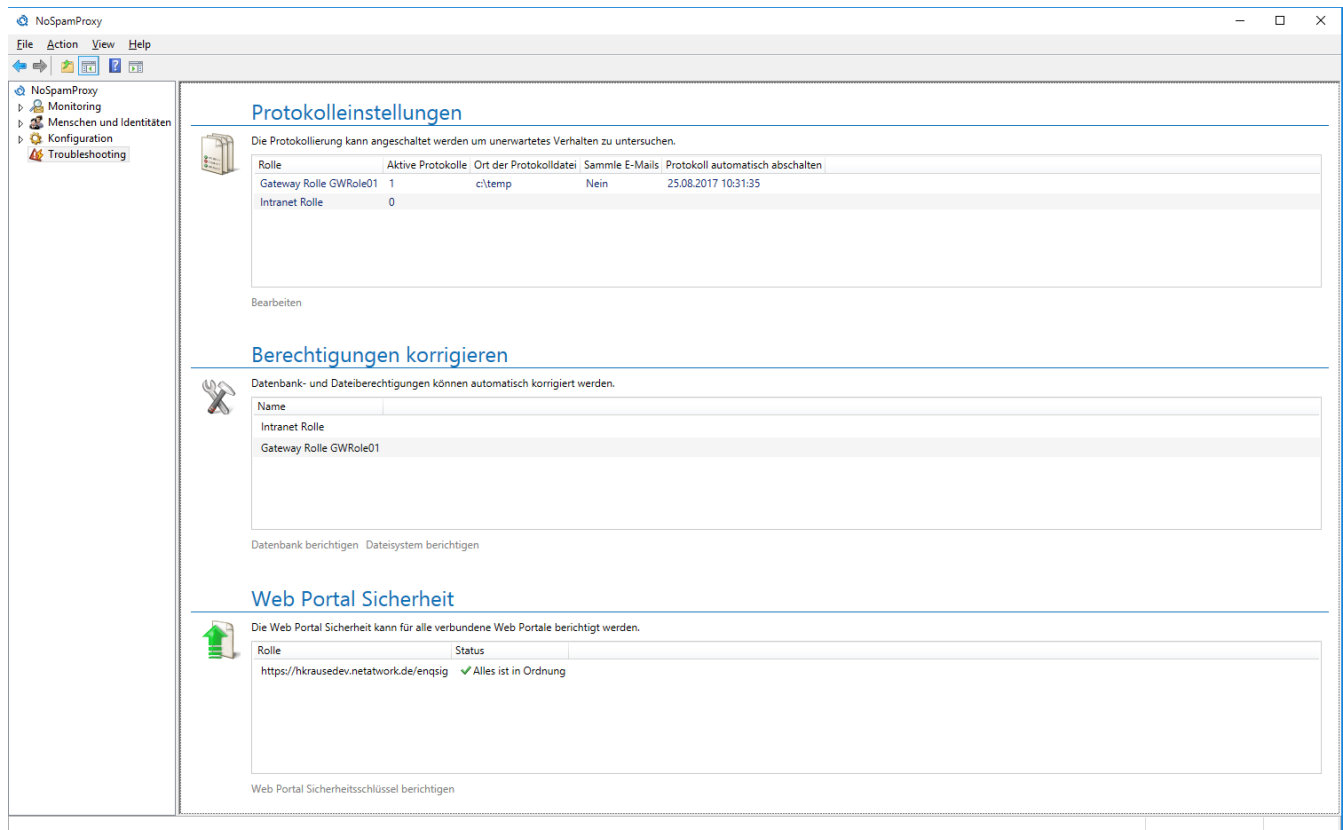 NoSpamProxy
File Action View Help
NoSpamProxy
Monitoring
Menschen und Identitäten
Konfiguration
Troubleshooting
Protokolleinstellungen
Die Protokollierung kann angeschaltet werden um unerwartetes Verhalten zu untersuchen.
Rolle Aktive Protokolle Ort der Protokolldatei Sammle E-Mails Protokoll automatisch abschalten
Gateway Rolle GWRole01 1 c:\temp Nein 25.08.2017 10:31:35
Intranet Rolle 0
Bearbeiten
Berechtigungen korrigieren
Datenbank- und Dateiberechtigungen können automatisch korrigiert werden.
Name
Intranet Rolle
Gateway Rolle GWRole01
Datenbank berichtigen Dateisystem berichtigen
Web Portal Sicherheit
Die Web Portal Sicherheit kann für alle verbundene Web Portale berichtigt werden.
Rolle Status
https://hkrausedev.netatwork.de/enqsig Alles ist in Ordnung
Web Portal Sicherheitsschlüssel berichtigen